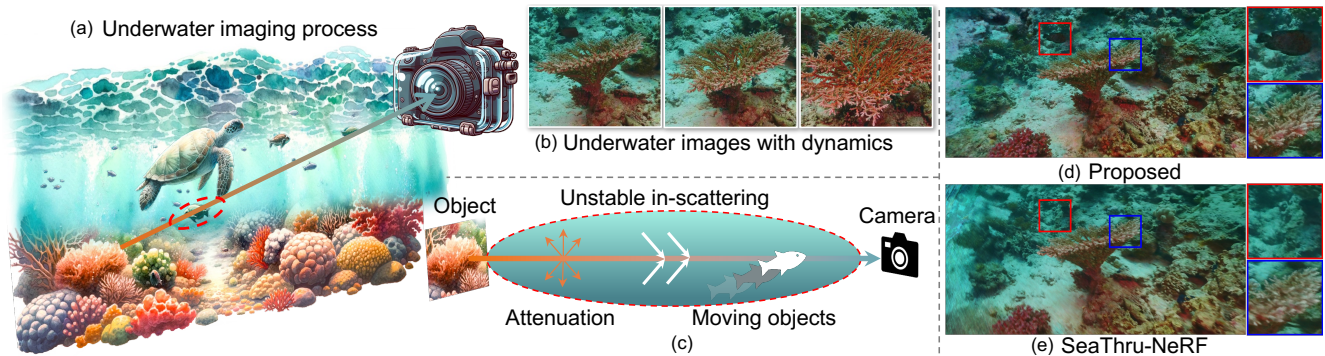 (a) Underwater imaging process
(b) Underwater images with dynamics
Object
Unstable in-scattering
Camera
Attenuation
Moving objects
(c)
(d) Proposed
(e) SeaThru-NeRF